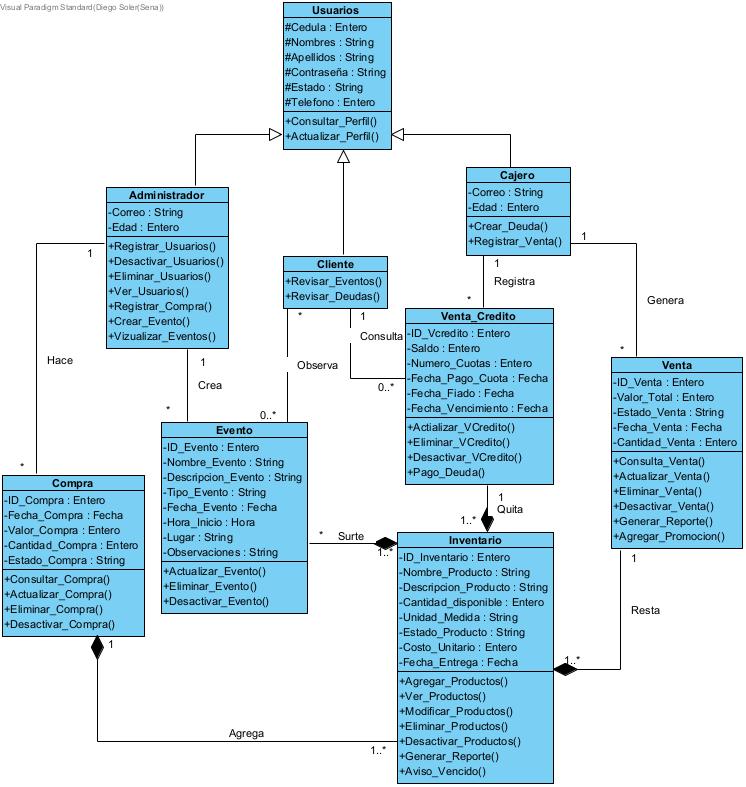 Visual Paradigm Standard(Diego Soler(Sena))
Usuarios
#Cedula : Entero
#Nombres : String
#Apellidos : String
#Contraseña : String
#Estado : String
#Telefono : Entero
+Consultar_Perfil()
+Actualizar_Perfil()
Administrador
-Correo : String
-Edad : Entero
+Registrar_Usuarios()
+Desactivar_Usuarios()
+Eliminar_Usuarios()
+Ver_Usuarios()
+Registrar_Compra()
+Crear_Evento()
+Vizualizar_Eventos()
Cajero
-Correo : String
-Edad : Entero
+Crear_Deuda()
+Registrar_Venta()
Cliente
+Revisar_Eventos()
+Revisar_Deudas()
1
Hace
*
1
Crea
*
*
Observa
0..*
1
Consulta
0..*
1
Registra
*
1
Genera
*
Venta_Credito
-ID_Vcredito : Entero
-Saldo : Entero
-Numero_Cuotas : Entero
-Fecha_Pago_Cuota : Fecha
-Fecha_Fiado : Fecha
-Fecha_Vencimiento : Fecha
+Actializar_VCredito()
+Eliminar_VCredito()
+Desactivar_VCredito()
+Pago_Deuda()
Venta
-ID_Venta : Entero
-Valor_Total : Entero
-Estado_Venta : String
-Fecha_Venta : Fecha
-Cantidad_Venta : Entero
+Consulta_Venta()
+Actualizar_Venta()
+Eliminar_Venta()
+Desactivar_Venta()
+Generar_Reporte()
+Agregar_Promocion()
Evento
-ID_Evento : Entero
-Nombre_Evento : String
-Descripcion_Evento : String
-Tipo_Evento : String
-Fecha_Evento : Fecha
-Hora_Inicio : Hora
-Lugar : String
-Observaciones : String
+Actualizar_Evento()
+Eliminar_Evento()
+Desactivar_Evento()
Compra
-ID_Compra : Entero
-Fecha_Compra : Fecha
-Valor_Compra : Entero
-Cantidad_Compra : Entero
-Estado_Compra : String
+Consultar_Compra()
+Actualizar_Compra()
+Eliminar_Compra()
+Desactivar_Compra()
1
Quita
1..*
*
Surte
1..*
1
Resta
1..*
1
Agrega
1..*
Inventario
-ID_Inventario : Entero
-Nombre_Producto : String
-Descripcion_Producto : String
-Cantidad_disponible : Entero
-Unidad_Medida : String
-Estado_Producto : String
-Costo_Unitario : Entero
-Fecha_Entrega : Fecha
+Agregar_Productos()
+Ver_Productos()
+Modificar_Productos()
+Eliminar_Productos()
+Desactivar_Productos()
+Generar_Reporte()
+Aviso_Vencido()